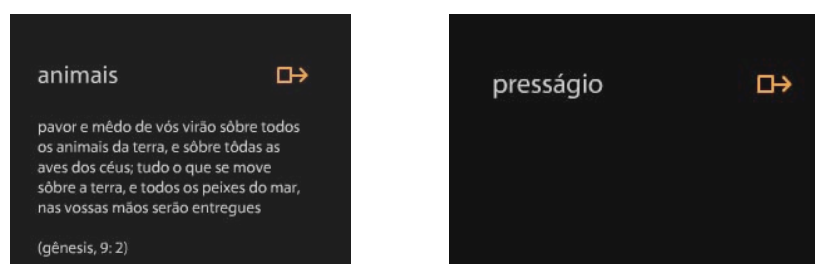 animais
pavor e mêdo de vós virão sôbre todos
os animais da terra, e sôbre tôdas as
aves dos céus; tudo o que se move
sôbre a terra, e todos os peixes do mar,
nas vossas mãos serão entregues
(gênesis, 9: 2)
presságio